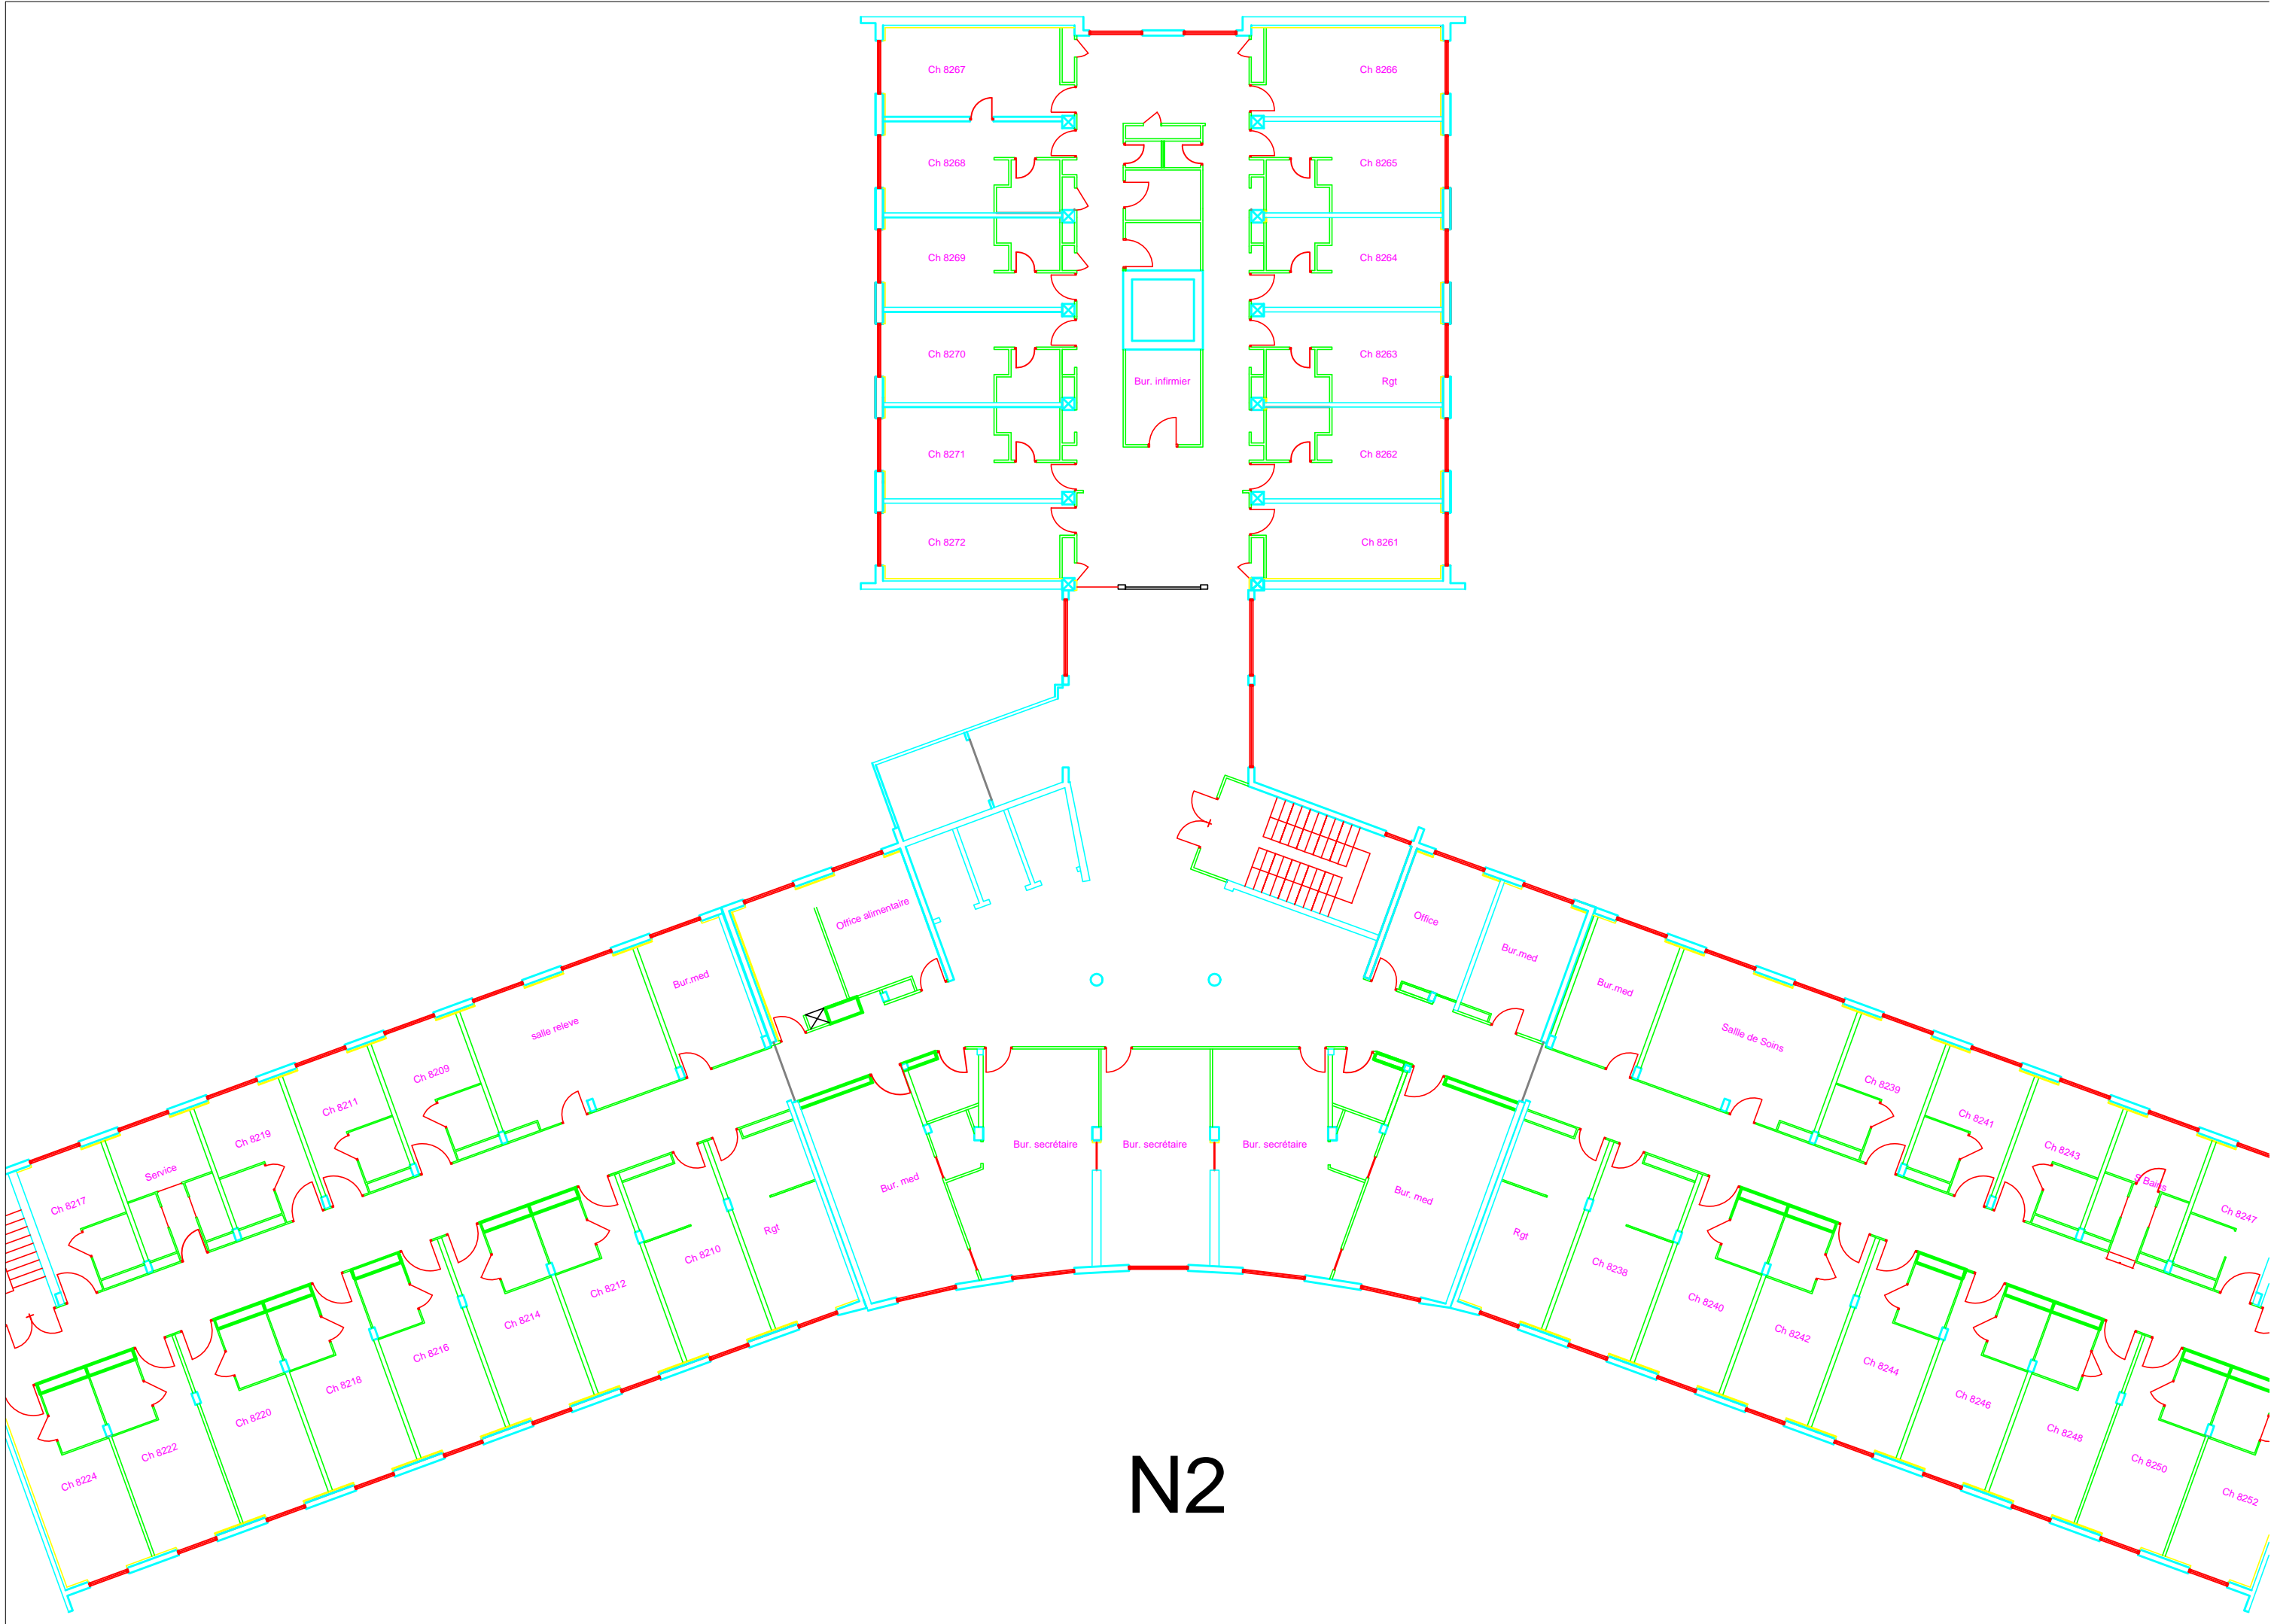 Ch 8267
Ch 8266
Ch 8268
Ch 8265
Ch 8269
Ch 8264
Ch 8270
Ch 8263
Bur. infirmier
Rgt
Ch 8271
Ch 8262
Ch 8272
Ch 8261
Office alimentaire
Office
Bur.med
Bur.med
Bur.med
salle releve
Sallle de Soins
Ch 8209
Ch 8239
Ch 8211
Ch 8241
Ch 8219
Ch 8243
Service
S.Bains
Ch 8217
Ch 8247
Bur. secrétaire
Bur. secrétaire
Bur. secrétaire
Bur. med
Bur. med
Rgt
Rgt
Ch 8210
Ch 8238
Ch 8212
Ch 8240
Ch 8214
Ch 8242
Ch 8216
Ch 8244
Ch 8218
Ch 8246
Ch 8220
Ch 8248
Ch 8222
Ch 8250
Ch 8224
Ch 8252
N2